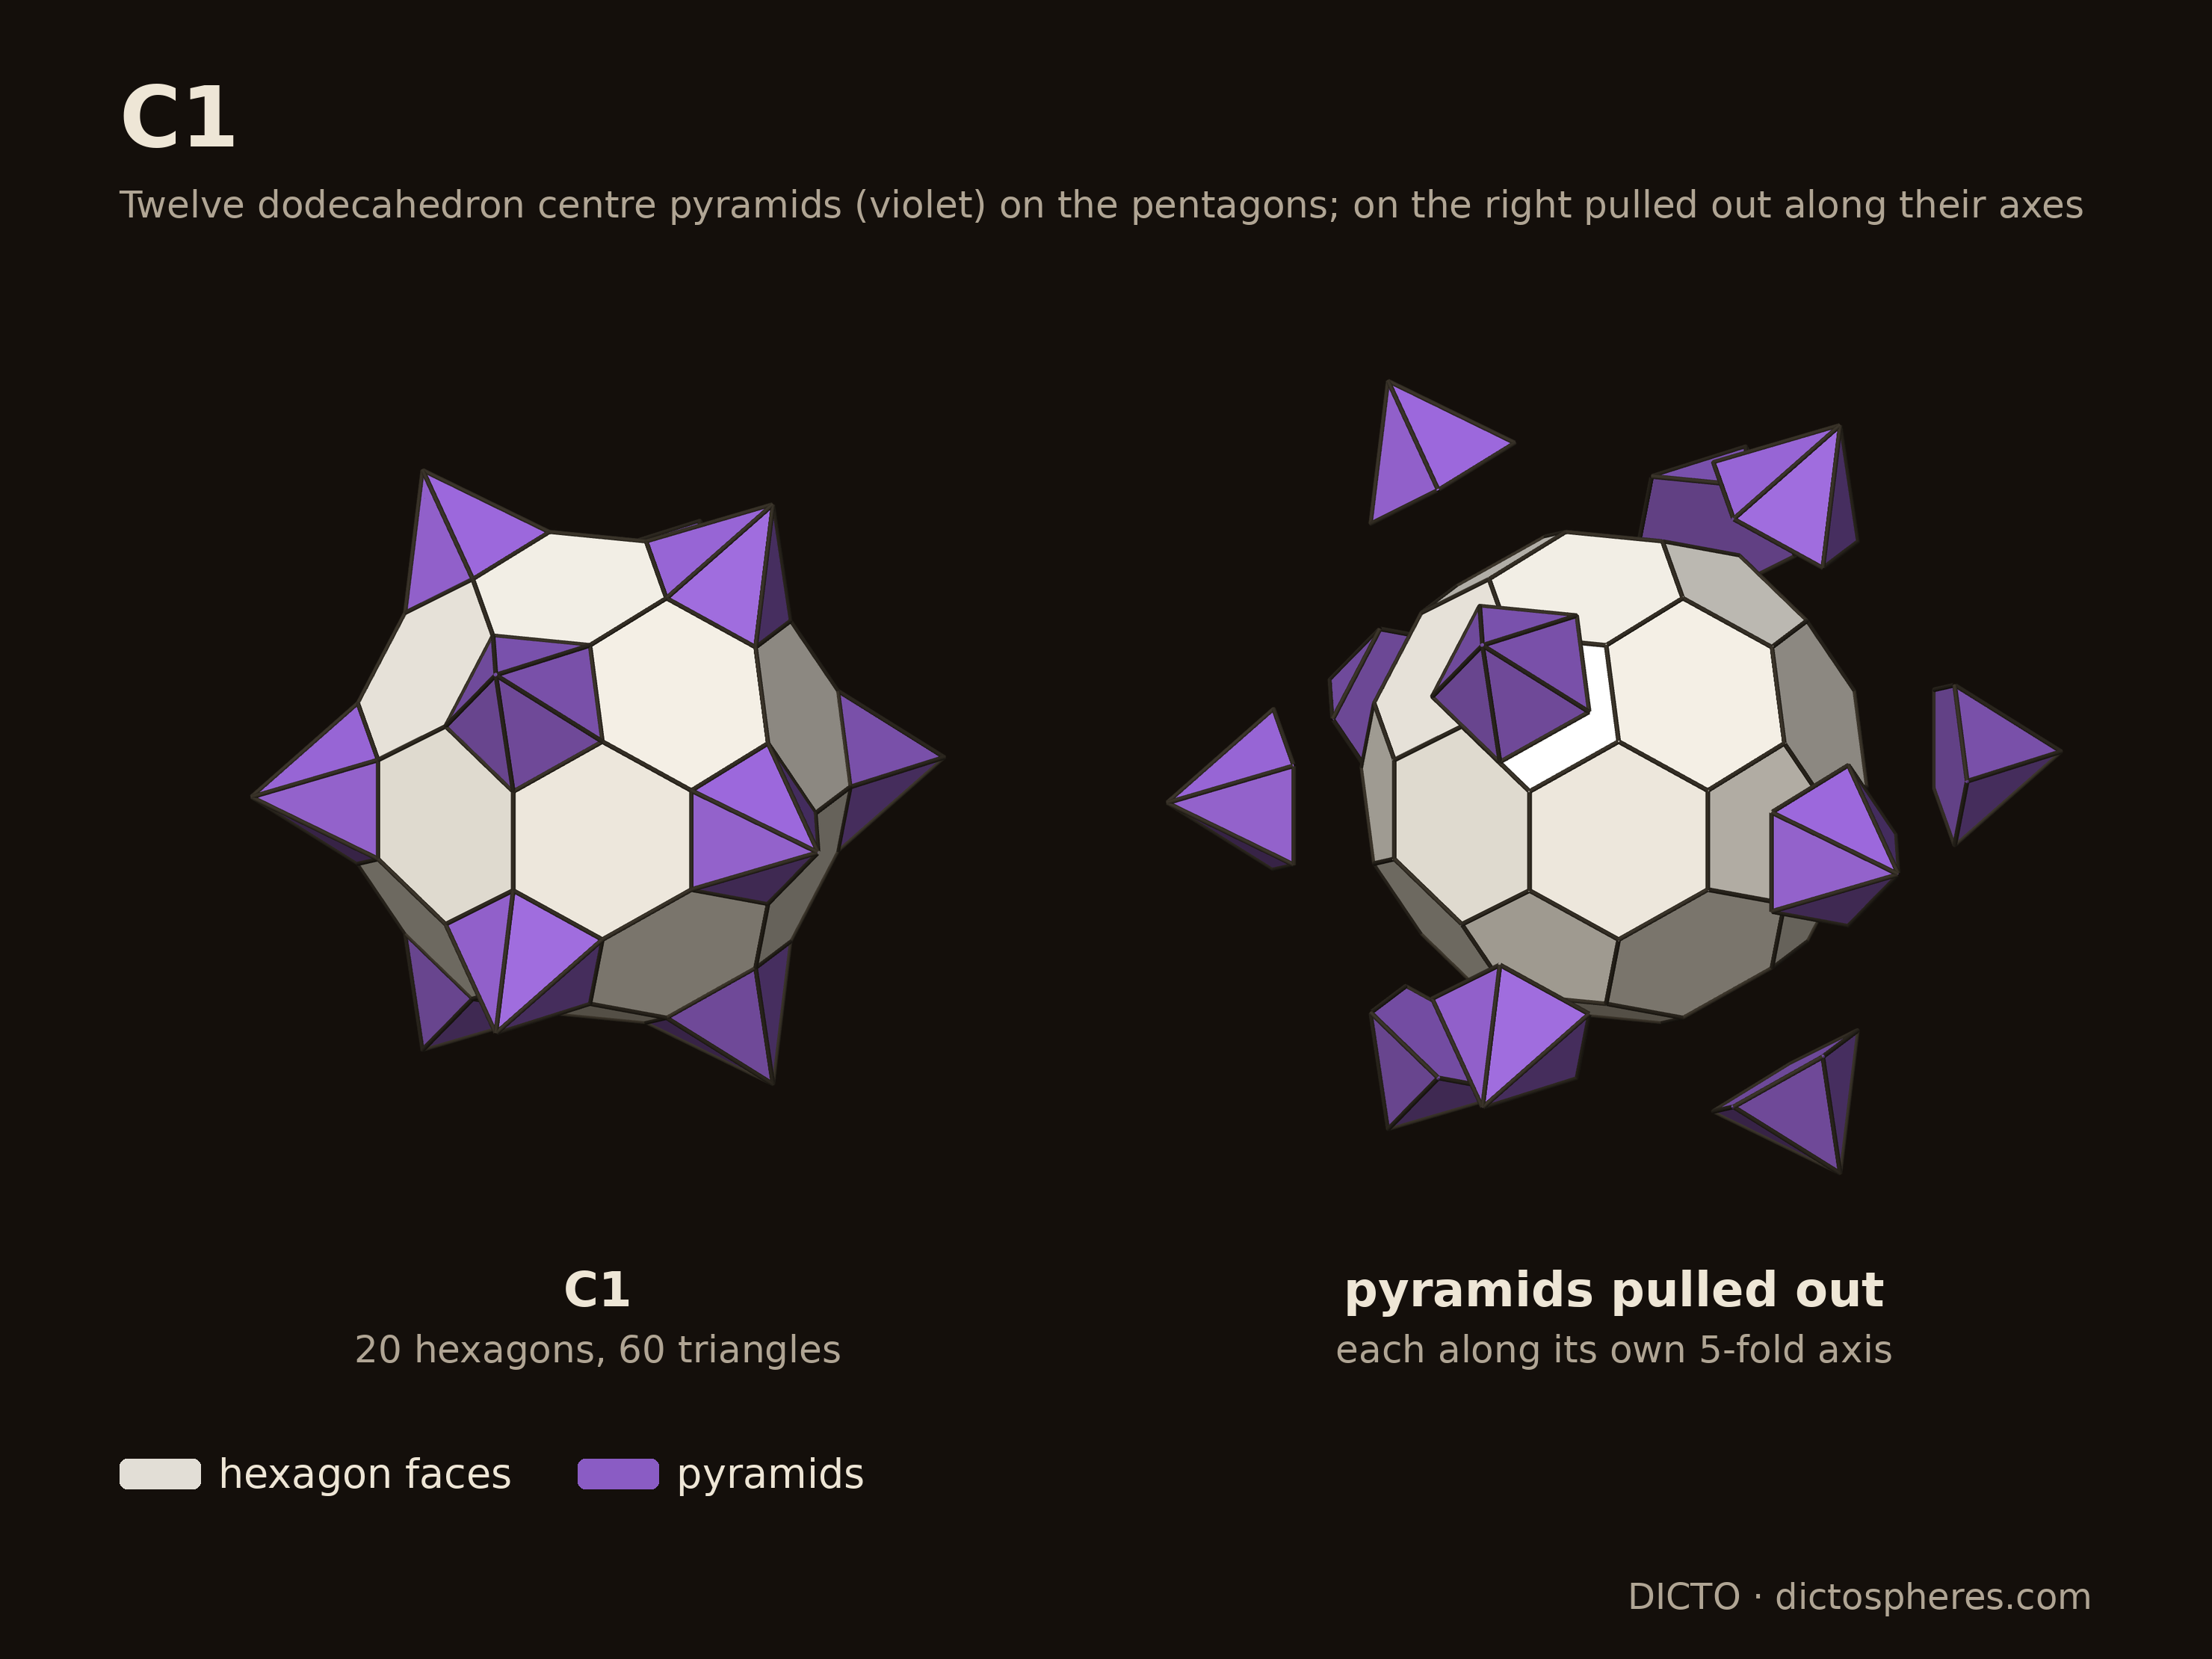 C1
Twelve dodecahedron centre pyramids (violet) on the pentagons; on the right pulled out along their axes
C1
20 hexagons, 60 triangles
pyramids pulled out
each along its own 5-fold axis
hexagon faces
pyramids
DICTO · dictospheres.com